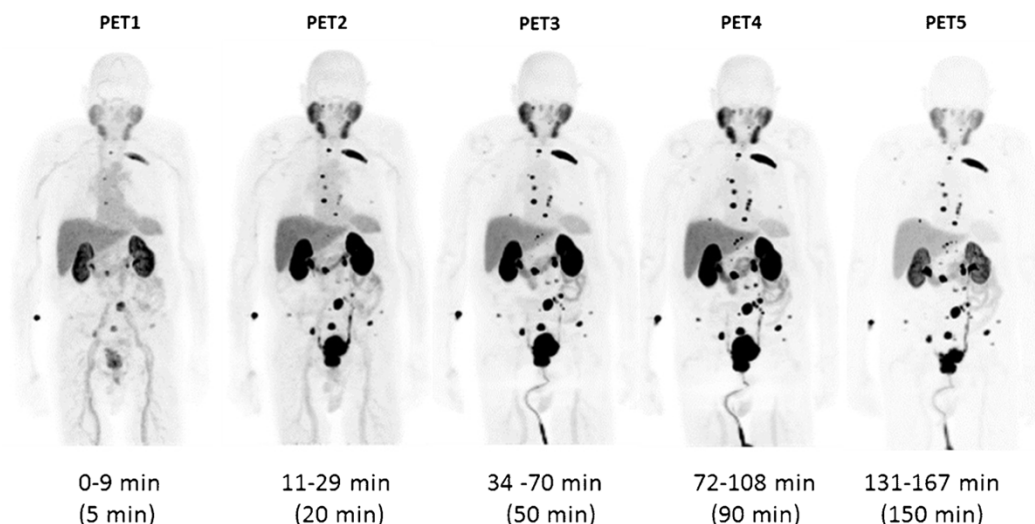 PET1 PET2 PET3 PET4 PET5
0-9 min 11-29 min 34 -70 min 72-108 min 131-167 min
(5 min) (20 min) (50 min) (90 min) (150 min)